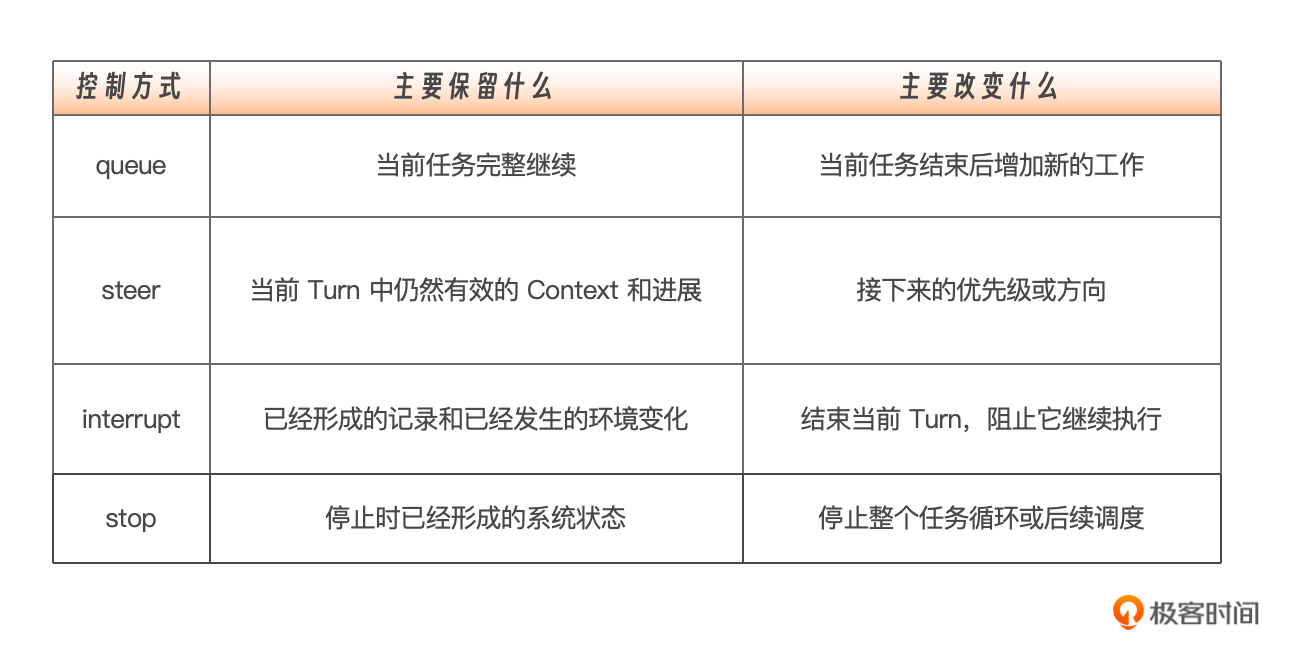 控制方式 主要保留什么 主要改变什么
queue 当前任务完整继续 当前任务结束后增加新的工作
steer 当前 Turn 中仍然有效的 Context 和进展 接下来的优先级或方向
interrupt 已经形成的记录和已经发生的环境变化 结束当前 Turn，阻止它继续执行
stop 停止时已经形成的系统状态 停止整个任务循环或后续调度
极客时间